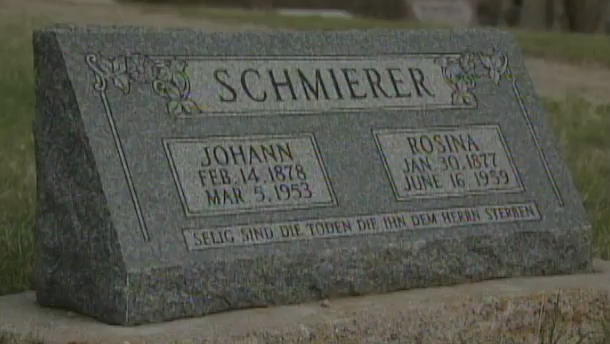 SCHMIERER
JOHANN
FEB. 14, 1878
MAR 5, 1953
ROSINA
JAN. 30, 1877
JUNE 16, 1959
SELIG SIND DIE TODEN DIE IHN DEM HERRN STERBEN